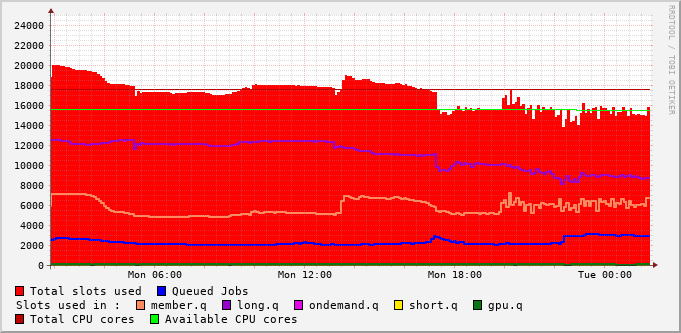 24000
22000
20000
18000
16000
14000
12000
10000
8000
6000
4000
2000
0
Mon 06:00 Mon 12:00 Mon 18:00 Tue 00:00
RRDTOOL / TOBI OETIKER
Total slots used Queued Jobs
Slots used in : member.q long.q ondemand.q short.q gpu.q
Total CPU cores Available CPU cores